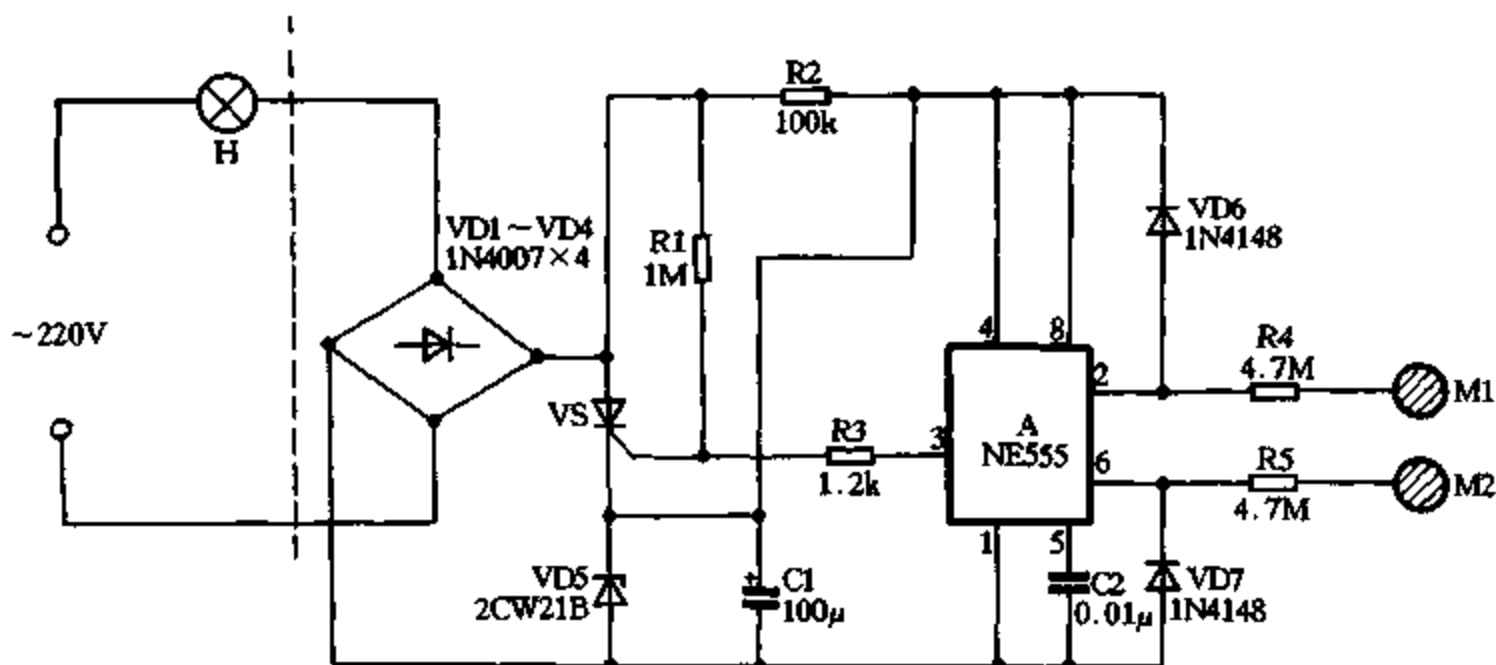 H
~220V
VD1～VD4
1N4007×4
VS
R1
1M
R2
100k
R3
1.2k
VD5
2CW21B
+
C1
100μ
4
8
3
A
NE555
2
6
1
5
C2
0.01μ
VD6
1N4148
R4
4.7M
M1
R5
4.7M
M2
VD7
1N4148